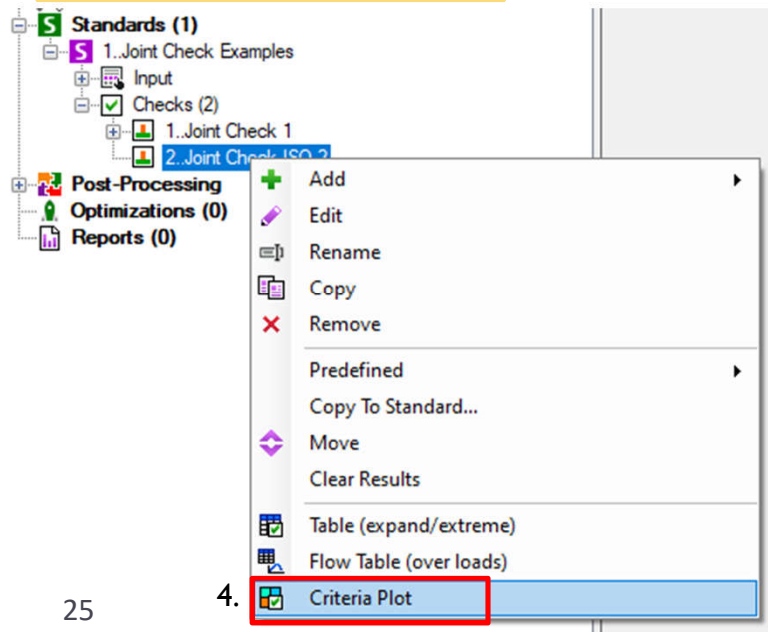 Standards (1)
1..Joint Check Examples
Input
Checks (2)
1..Joint Check 1
2..Joint Check ISO 2
Post-Processing
Optimizations (0)
Reports (0)
Add
Edit
Rename
Copy
Remove
Predefined
Copy To Standard...
Move
Clear Results
Table (expand/extreme)
Flow Table (over loads)
4. Criteria Plot
25